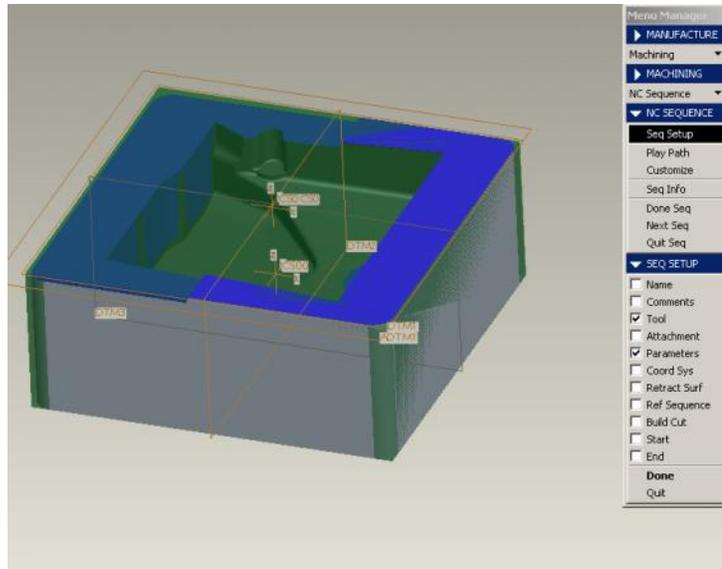 Menu Manager
MANUFACTURE
Machining
MACHINING
NC Sequence
NC SEQUENCE
Seq Setup
Play Path
Customize
Seq Info
Done Seq
Next Seq
Quit Seq
SEQ SETUP
Name
Comments
Tool
Attachment
Parameters
Coord Sys
Retract Surf
Ref Sequence
Build Cut
Start
End
Done
Quit
DTM2
DTM3
DTM1